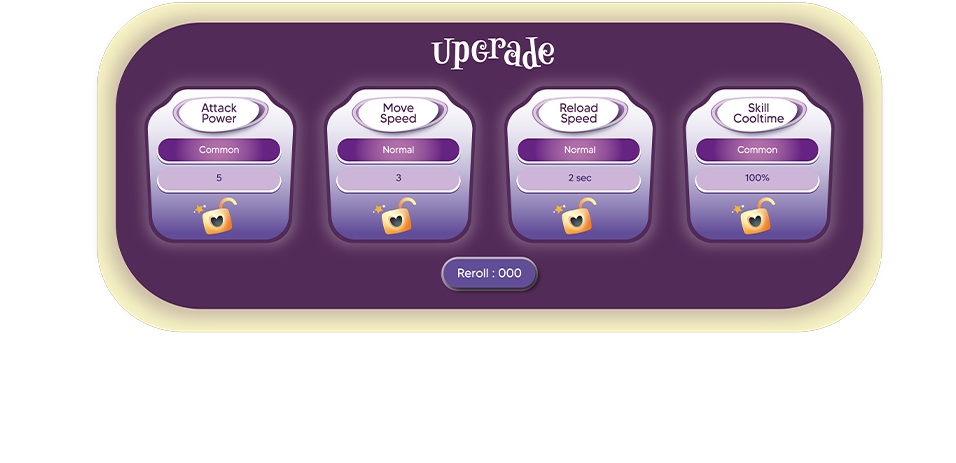 Upgrade
Attack
Power
Common
5
Move
Speed
Normal
3
Reload
Speed
Normal
2 sec
Skill
Cooltime
Common
100%
Reroll : 000